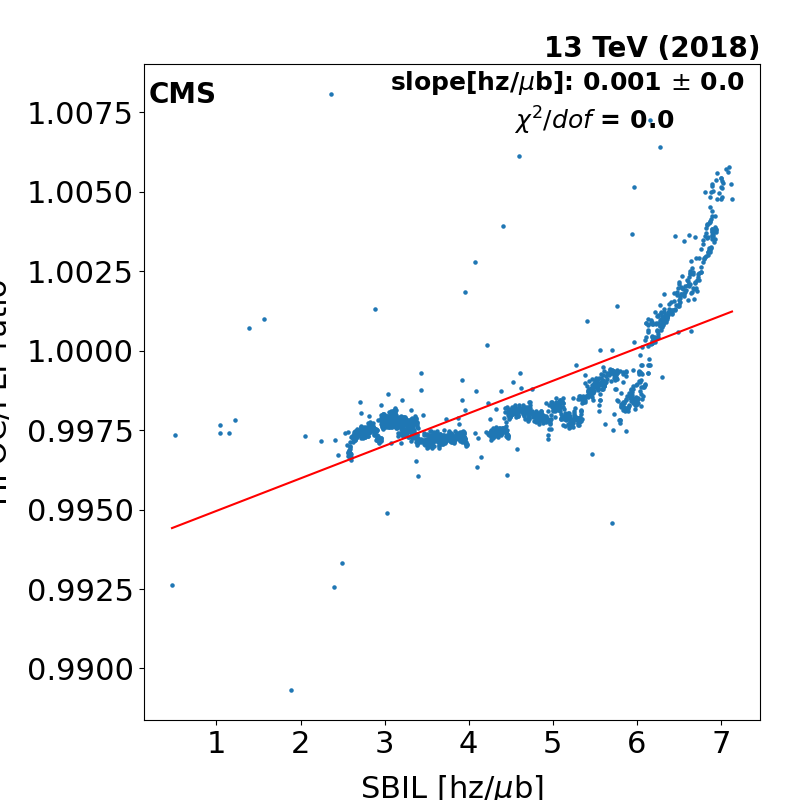 13 TeV (2018)
CMS
slope[hz/μb]: 0.001 ± 0.0
χ²/dof = 0.0
1.0075
1.0050
1.0025
1.0000
0.9975
0.9950
0.9925
0.9900
1 2 3 4 5 6 7
SBIL [hz/μb]